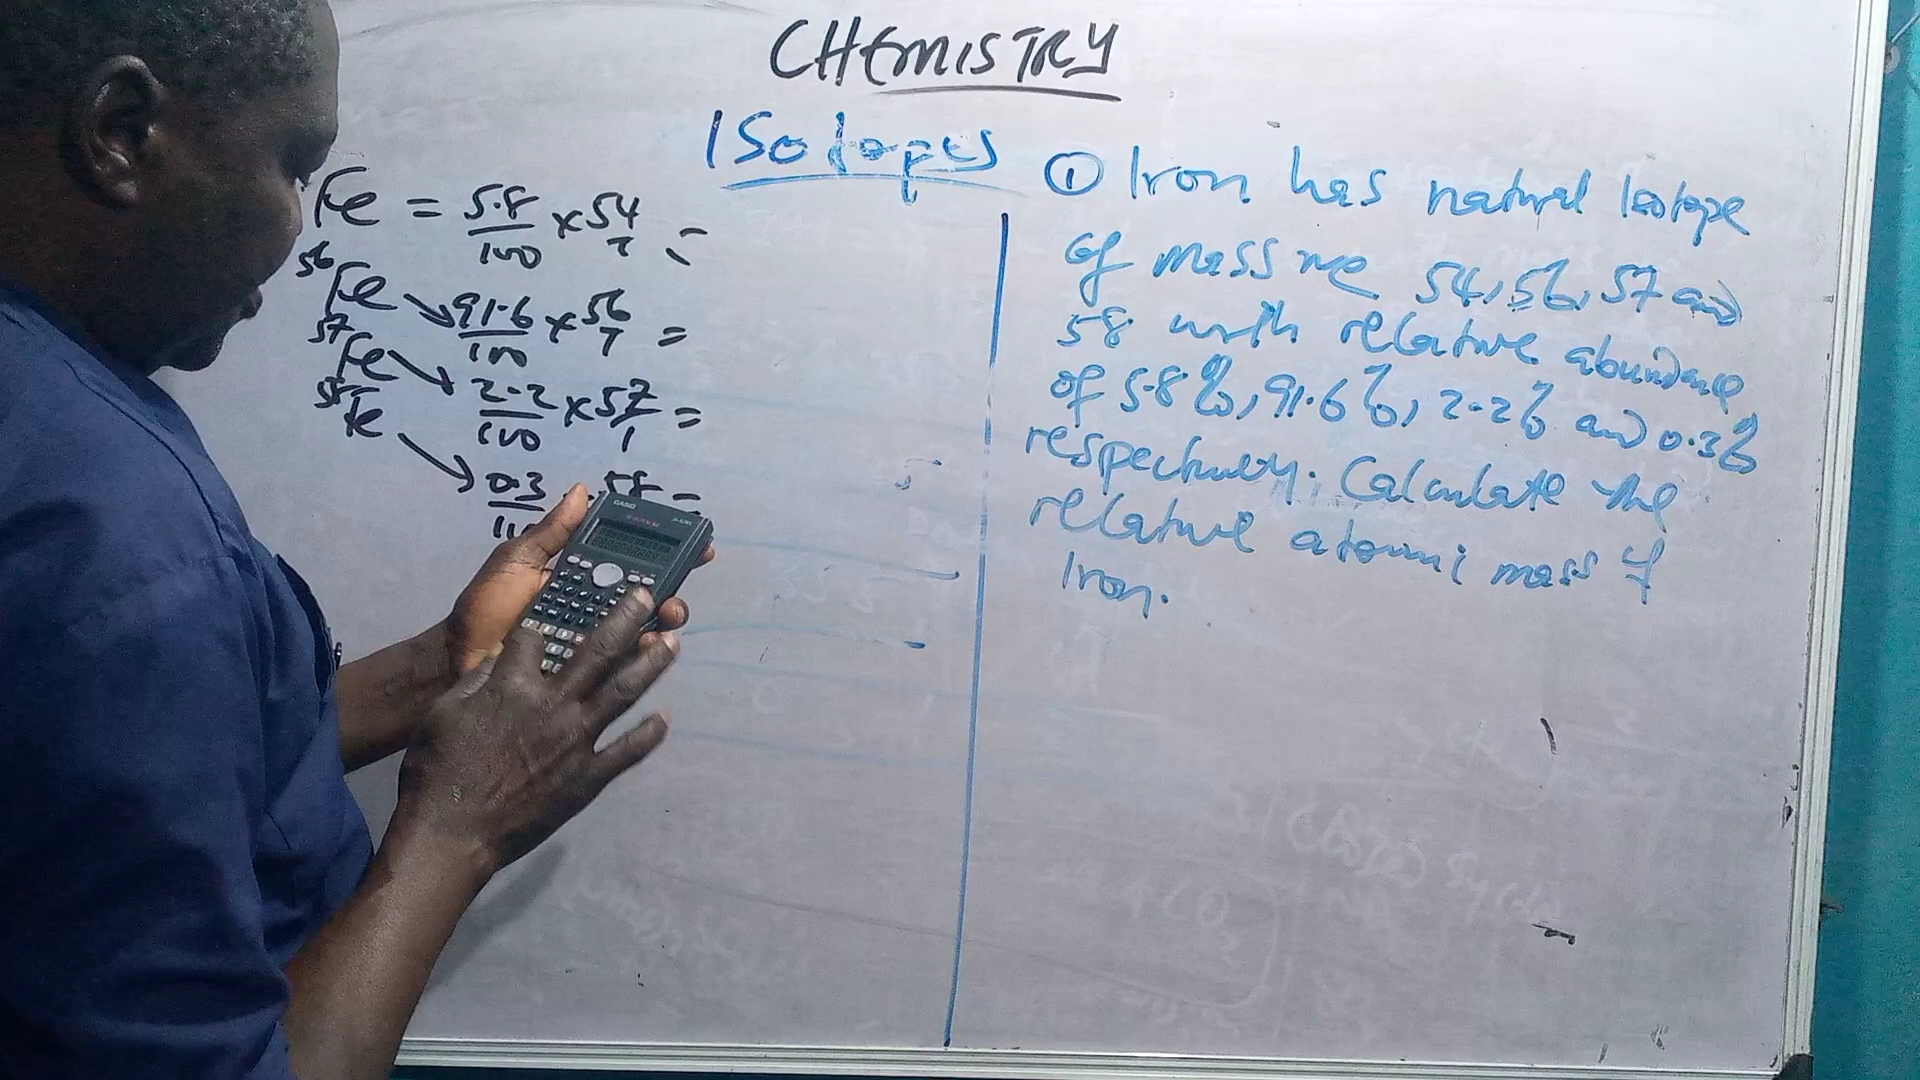 CHEMISTRY
Isotopes
Fe = 5.8/100 × 54/1 =
56Fe → 91.6/100 × 56/1 =
57Fe → 2.2/100 × 57/1 =
58Fe → 0.3/100 58 =
① Iron has natural Isotope
of mass 54, 56, 57 and
58 with relative abundance
of 5.8%, 91.6%, 2.2% and 0.3%
respectively. Calculate the
relative atomic mass of
Iron.
CASIO